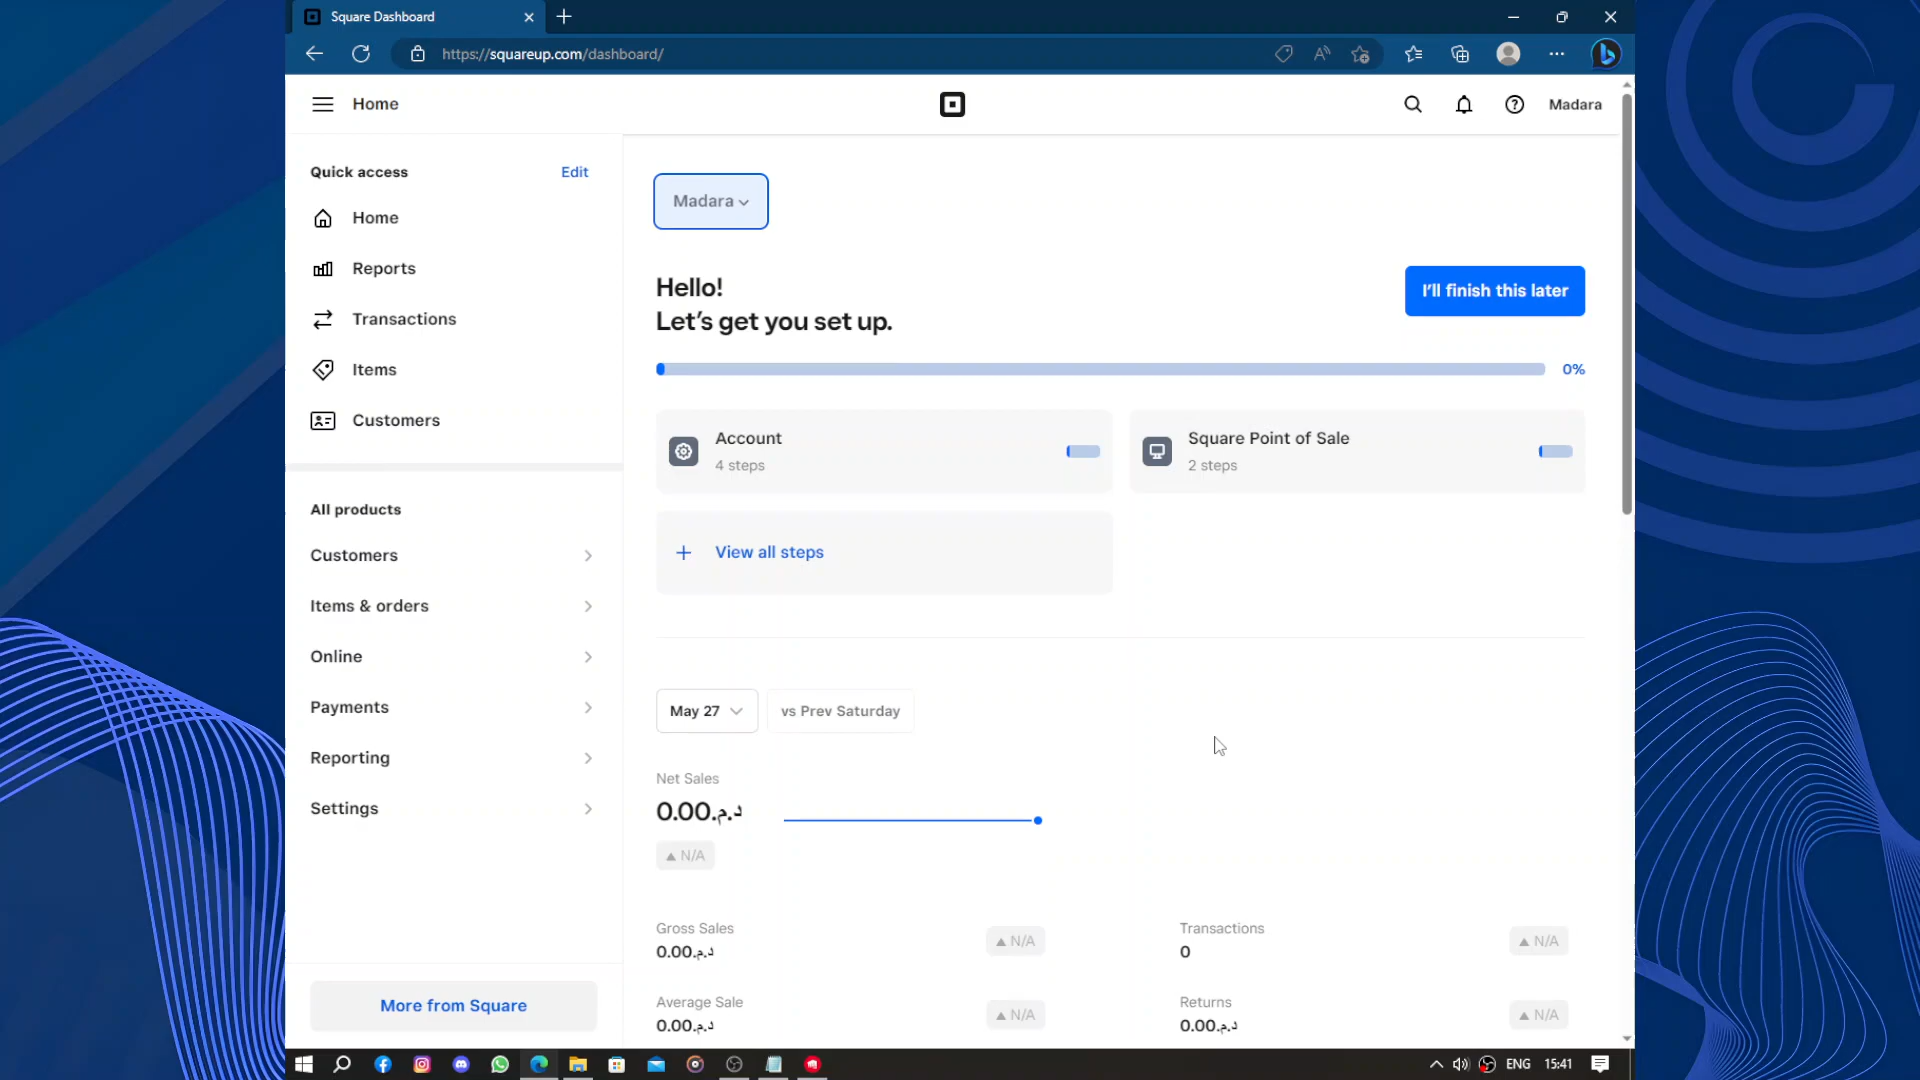 Square Dashboard
https://squareup.com/dashboard/
Home
Madara
Quick access
Edit
Home
Reports
Transactions
Items
Customers
All products
Customers
Items & orders
Online
Payments
Reporting
Settings
More from Square
Madara
Hello!
Let's get you set up.
I'll finish this later
0%
Account
4 steps
Square Point of Sale
2 steps
View all steps
May 27
vs Prev Saturday
Net Sales
0.00د.م.
N/A
Gross Sales
0.00د.م.
N/A
Transactions
0
N/A
Average Sale
0.00د.م.
N/A
Returns
0.00د.م.
N/A
ENG
15:41